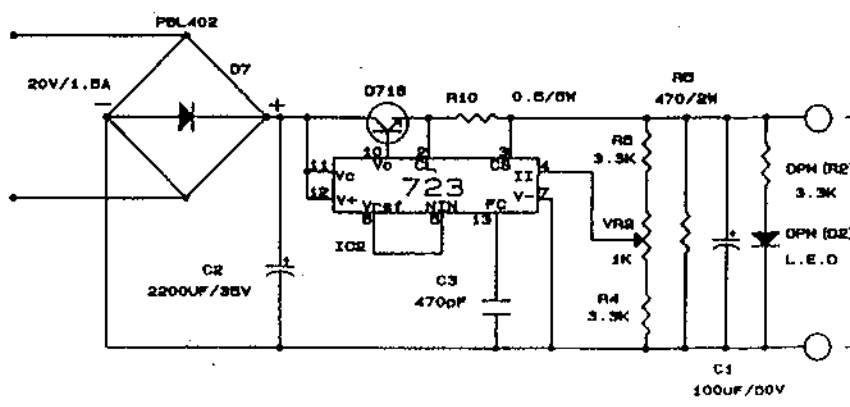 PBL402
D7
20V/1.5A
−
+
D718
R10
0.5/5W
R6
470/2W
10
2
3
Vo
CL
CS
11
Vc
723
II
4
12
V+
V-
7
Vref
NIN
FC
6
5
13
IC2
R5
3.3K
VR2
1K
R4
3.3K
DPM(R2)
3.3K
DPM(D2)
L.E.D
C2
2200UF/35V
+
C3
470pF
+
C1
100UF/50V